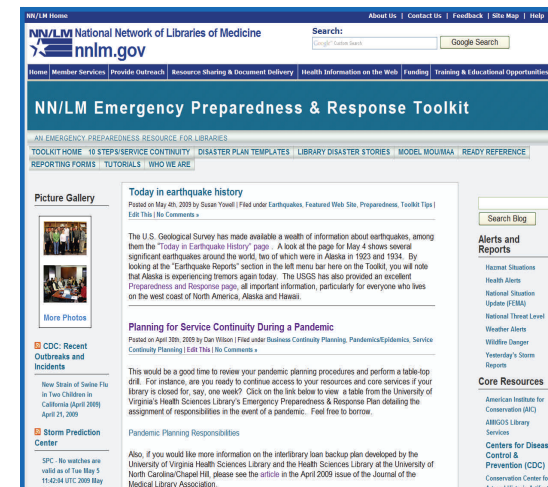 NN/LM Home
About Us | Contact Us | Feedback | Site Map | Help
NN/LM National Network of Libraries of Medicine
nnlm.gov
Search:
Google™ Custom Search
Google Search
Home Member Services Provide Outreach Resource Sharing & Document Delivery Health Information on the Web Funding Training & Educational Opportunities
NN/LM Emergency Preparedness & Response Toolkit
AN EMERGENCY PREPAREDNESS RESOURCE FOR LIBRARIES
TOOLKIT HOME 10 STEPS/SERVICE CONTINUITY DISASTER PLAN TEMPLATES LIBRARY DISASTER STORIES MODEL MOU/MAA READY REFERENCE
REPORTING FORMS TUTORIALS WHO WE ARE
Picture Gallery
More Photos
CDC: Recent
Outbreaks and
Incidents
New Strain of Swine Flu
in Two Children in
California (April 2009)
April 21, 2009
Storm Prediction
Center
SPC - No watches are
valid as of Tue May 5
11:42:04 UTC 2009 May
Today in earthquake history
Posted on May 4th, 2009 by Susan Yowell | Filed under Earthquakes, Featured Web Site, Preparedness, Toolkit Tips |
Edit This | No Comments »
The U.S. Geological Survey has made available a wealth of information about earthquakes, among
them the "Today in Earthquake History" page . A look at the page for May 4 shows several
significant earthquakes around the world, two of which were in Alaska in 1923 and 1934. By
looking at the "Earthquake Reports" section in the left menu bar here on the Toolkit, you will note
that Alaska is experiencing tremors again today. The USGS has also provided an excellent
Preparedness and Response page, all important information, particularly for everyone who lives
on the west coast of North America, Alaska and Hawaii.
Planning for Service Continuity During a Pandemic
Posted on April 30th, 2009 by Dan Wilson | Filed under Business Continuity Planning, Pandemics/Epidemics, Service
Continuity Planning | Edit This | No Comments »
This would be a good time to review your pandemic planning procedures and perform a table-top
drill. For instance, are you ready to continue access to your resources and core services if your
library is closed for, say, one week? Click on the link below to view a table from the University of
Virginia's Health Sciences Library's Emergency Preparedness & Response Plan detailing the
assignment of responsibilities in the event of a pandemic. Feel free to borrow.
Pandemic Planning Responsibilities
Also, if you would like more information on the interlibrary loan backup plan developed by the
University of Virginia Health Sciences Library and the Health Sciences Library at the University of
North Carolina/Chapel Hill, please see the article in the April 2009 issue of the Journal of the
Medical Library Association.
Search Blog
Alerts and
Reports
Hazmat Situations
Health Alerts
National Situation
Update (FEMA)
National Threat Level
Weather Alerts
Wildfire Danger
Yesterday's Storm
Reports
Core Resources
American Institute for
Conservation (AIC)
AMIGOS Library
Services
Centers for Diseas
Control &
Prevention (CDC)
Conservation Center fo